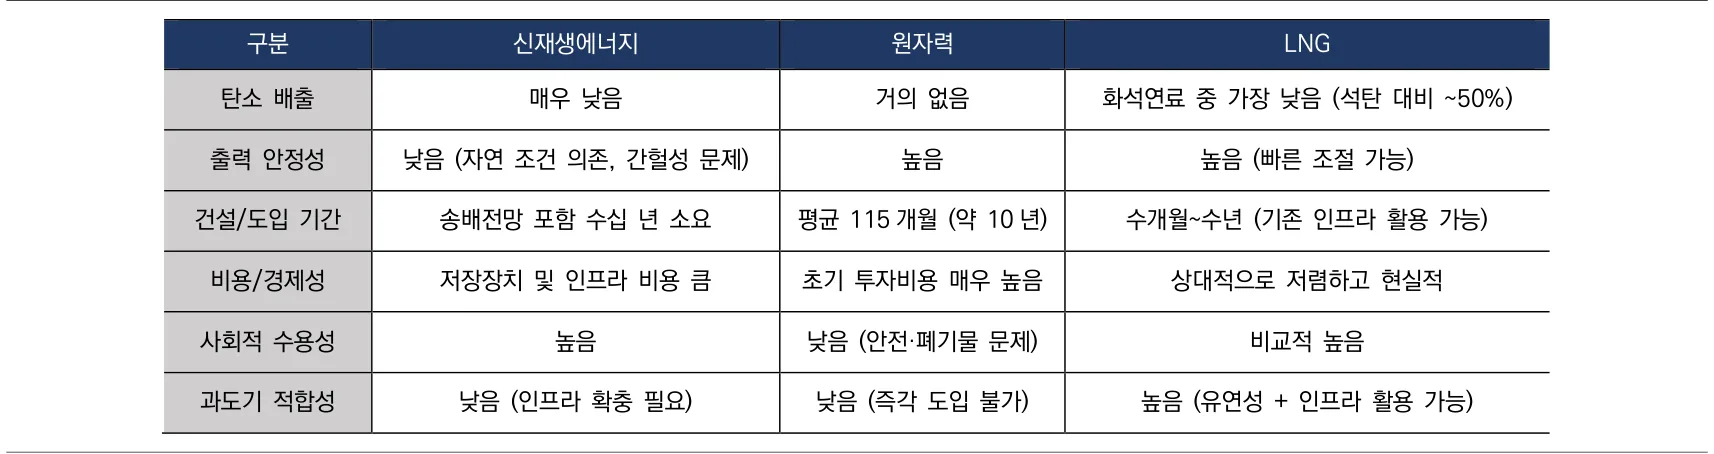 구분 신재생에너지 원자력 LNG
탄소 배출 매우 낮음 거의 없음 화석연료 중 가장 낮음 (석탄 대비 ~50%)
출력 안정성 낮음 (자연 조건 의존, 간헐성 문제) 높음 높음 (빠른 조절 가능)
건설/도입 기간 송배전망 포함 수십 년 소요 평균 115개월 (약 10년) 수개월~수년 (기존 인프라 활용 가능)
비용/경제성 저장장치 및 인프라 비용 큼 초기 투자비용 매우 높음 상대적으로 저렴하고 현실적
사회적 수용성 높음 낮음 (안전·폐기물 문제) 비교적 높음
과도기 적합성 낮음 (인프라 확충 필요) 낮음 (즉각 도입 불가) 높음 (유연성 + 인프라 활용 가능)